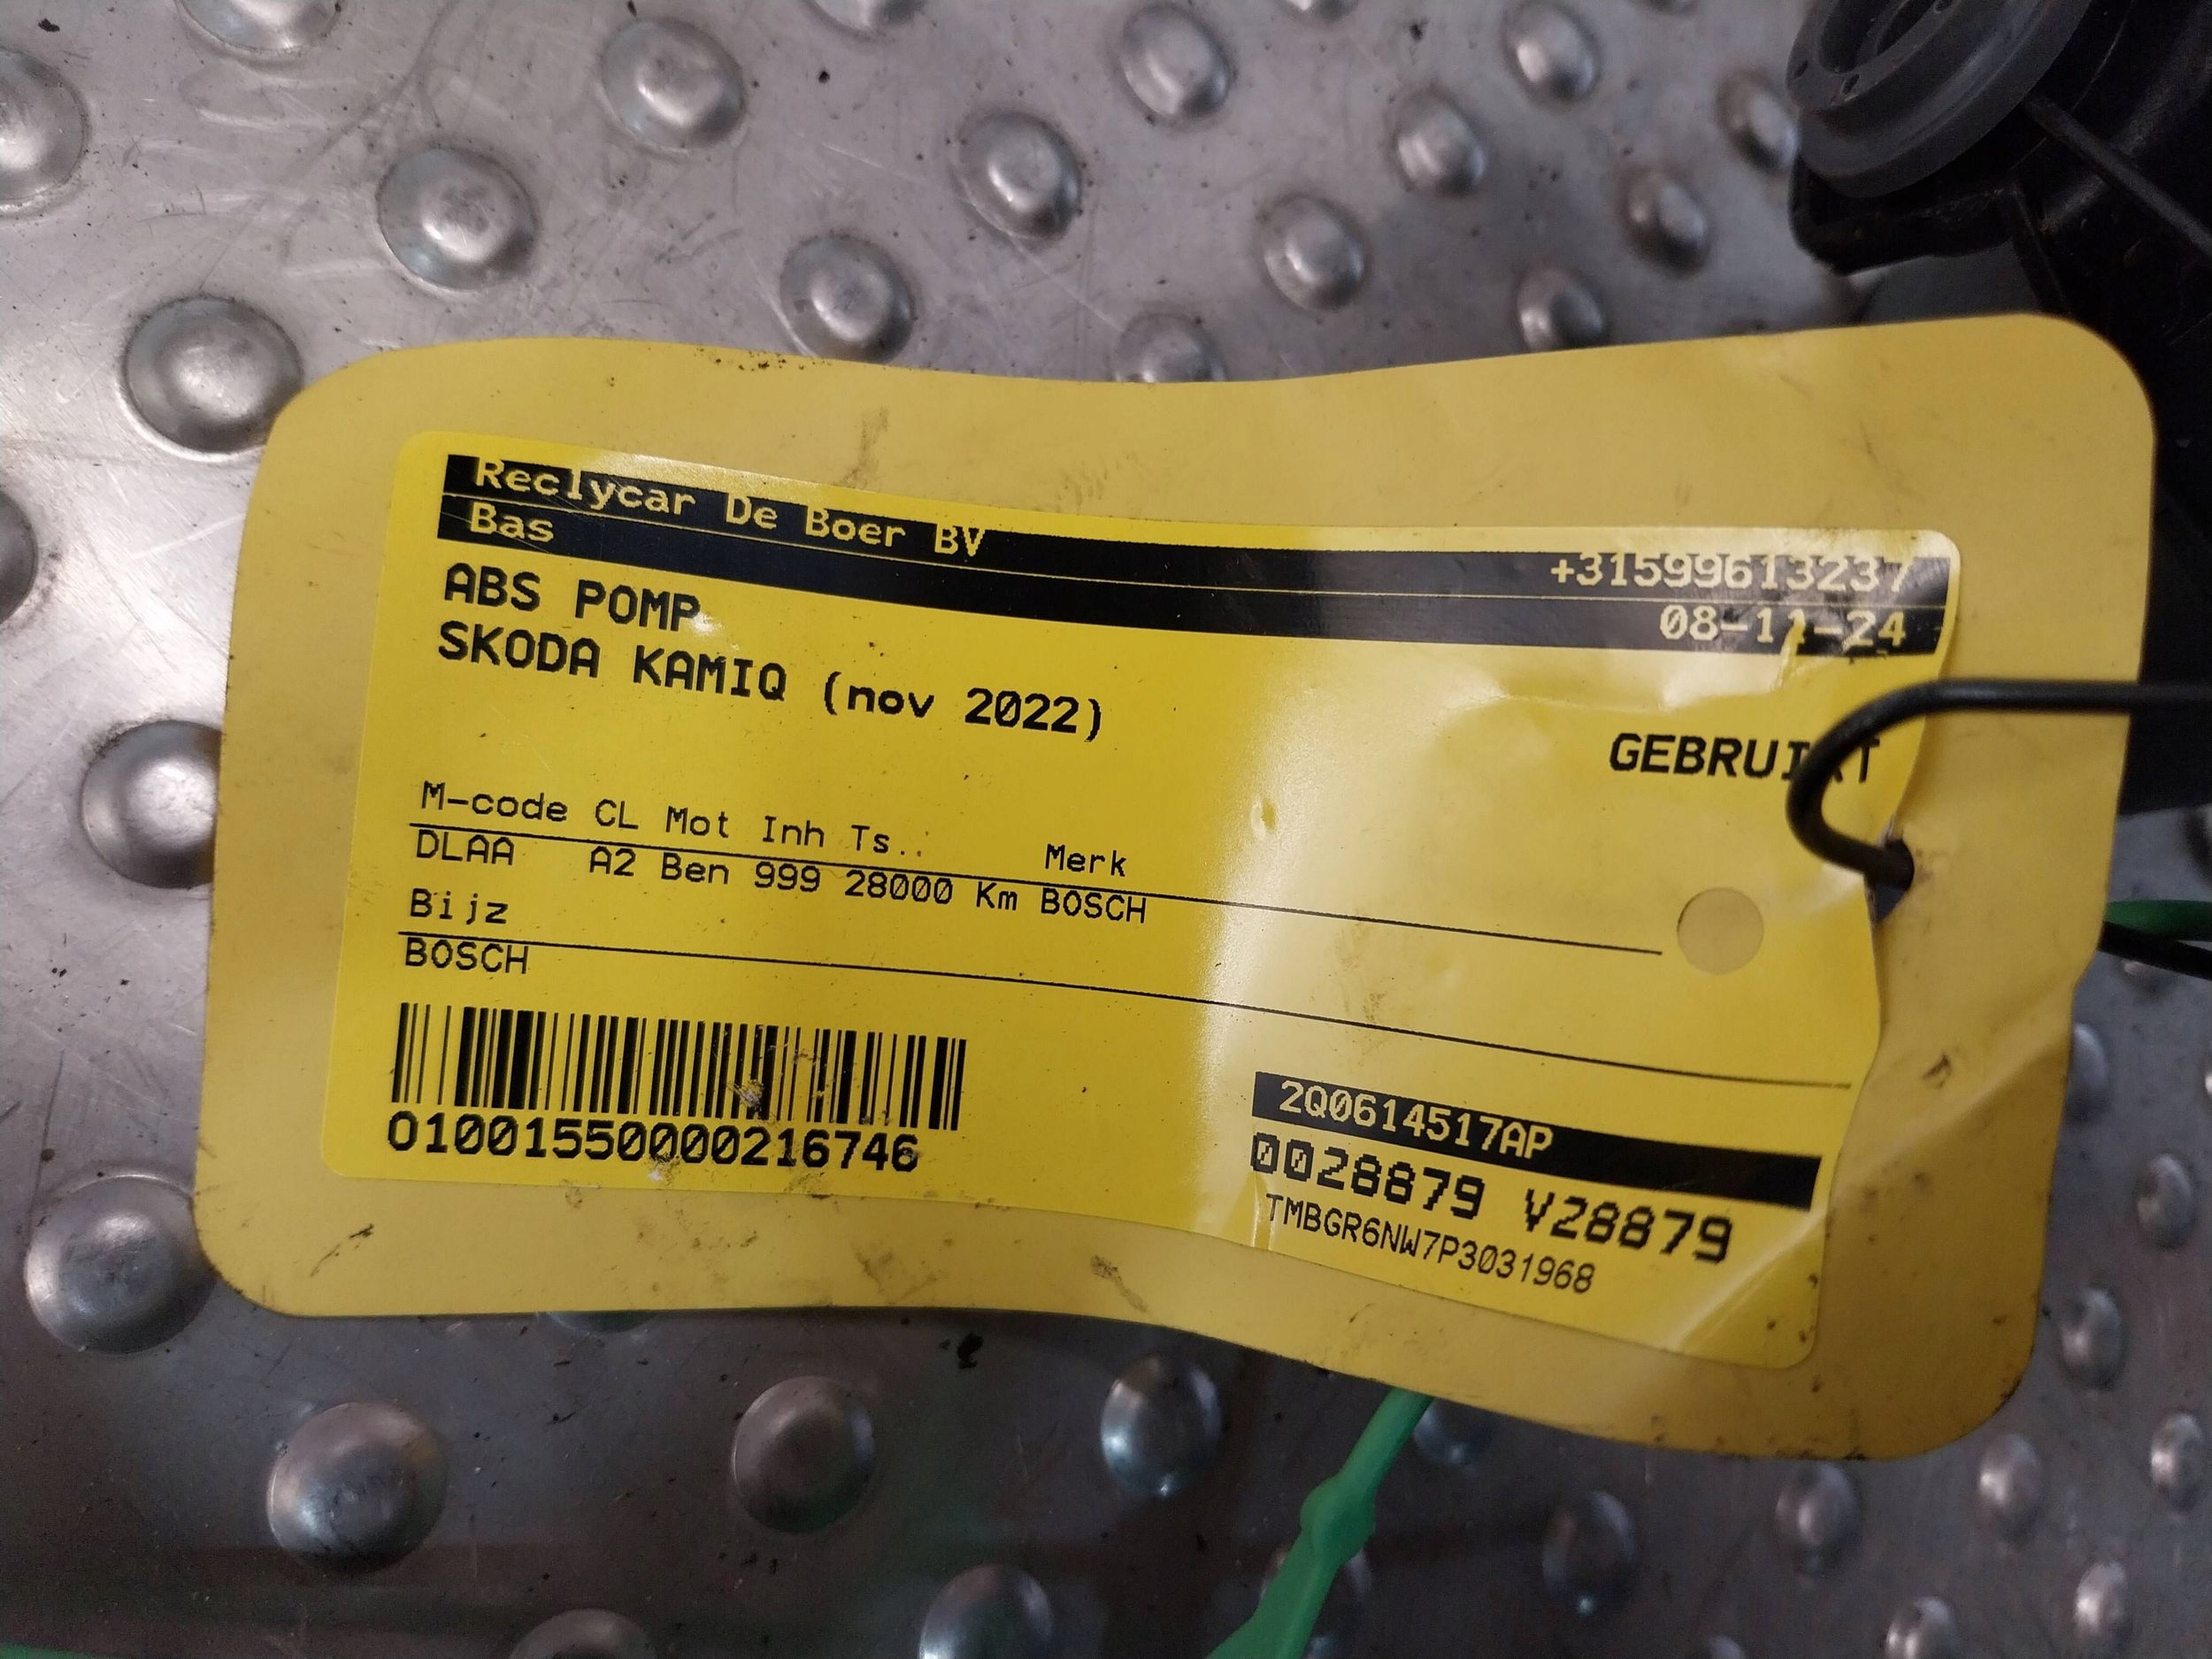 Reclycar De Boer BV +31599613237
Bas 08-11-24
ABS POMP
SKODA KAMIQ (nov 2022)
GEBRUIKT
M-code CL Mot Inh Ts.. Merk
DLAA A2 Ben 999 28000 Km BOSCH
Bijz
BOSCH
01001550000216746
2Q0614517AP
0028879 V28879
TMBGR6NW7P3031968